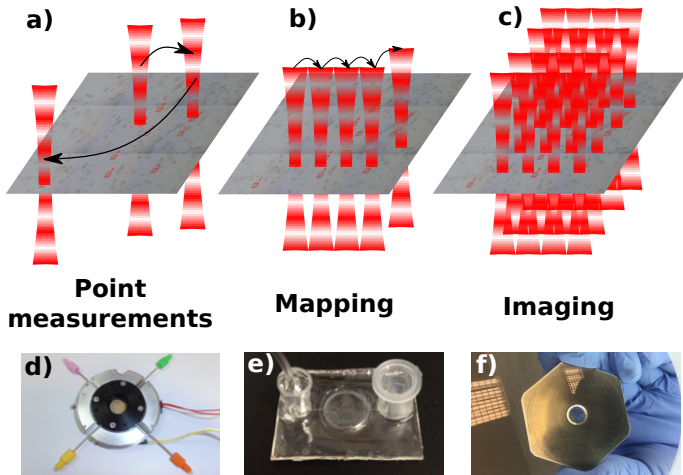 a)
b)
c)
Point
measurements
Mapping
Imaging
d)
e)
f)